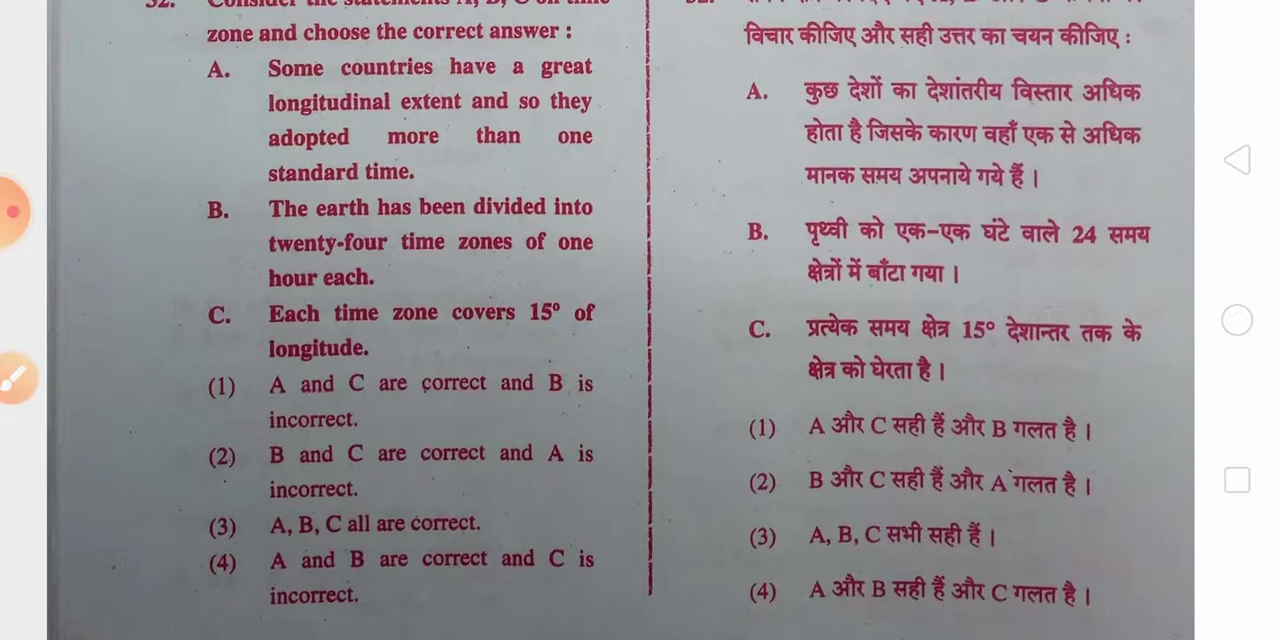 zone and choose the correct answer :
A. Some countries have a great
longitudinal extent and so they
adopted more than one
standard time.
B. The earth has been divided into
twenty-four time zones of one
hour each.
C. Each time zone covers 15° of
longitude.
(1) A and C are correct and B is
incorrect.
(2) B and C are correct and A is
incorrect.
(3) A, B, C all are correct.
(4) A and B are correct and C is
incorrect.
विचार कीजिए और सही उत्तर का चयन कीजिए :
A. कुछ देशों का देशांतरीय विस्तार अधिक
होता है जिसके कारण वहाँ एक से अधिक
मानक समय अपनाये गये हैं ।
B. पृथ्वी को एक-एक घंटे वाले 24 समय
क्षेत्रों में बाँटा गया ।
C. प्रत्येक समय क्षेत्र 15° देशान्तर तक के
क्षेत्र को घेरता है ।
(1) A और C सही हैं और B गलत है ।
(2) B और C सही हैं और A गलत है ।
(3) A, B, C सभी सही हैं ।
(4) A और B सही हैं और C गलत है ।